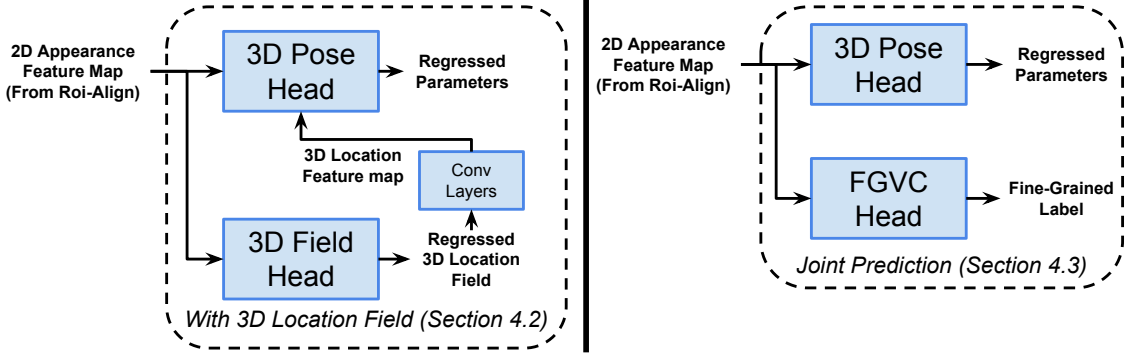 2D Appearance
Feature Map
(From Roi-Align)
3D Pose
Head
Regressed
Parameters
3D Location
Feature map
Conv
Layers
3D Field
Head
Regressed
3D Location
Field
With 3D Location Field (Section 4.2)
2D Appearance
Feature Map
(From Roi-Align)
3D Pose
Head
Regressed
Parameters
FGVC
Head
Fine-Grained
Label
Joint Prediction (Section 4.3)